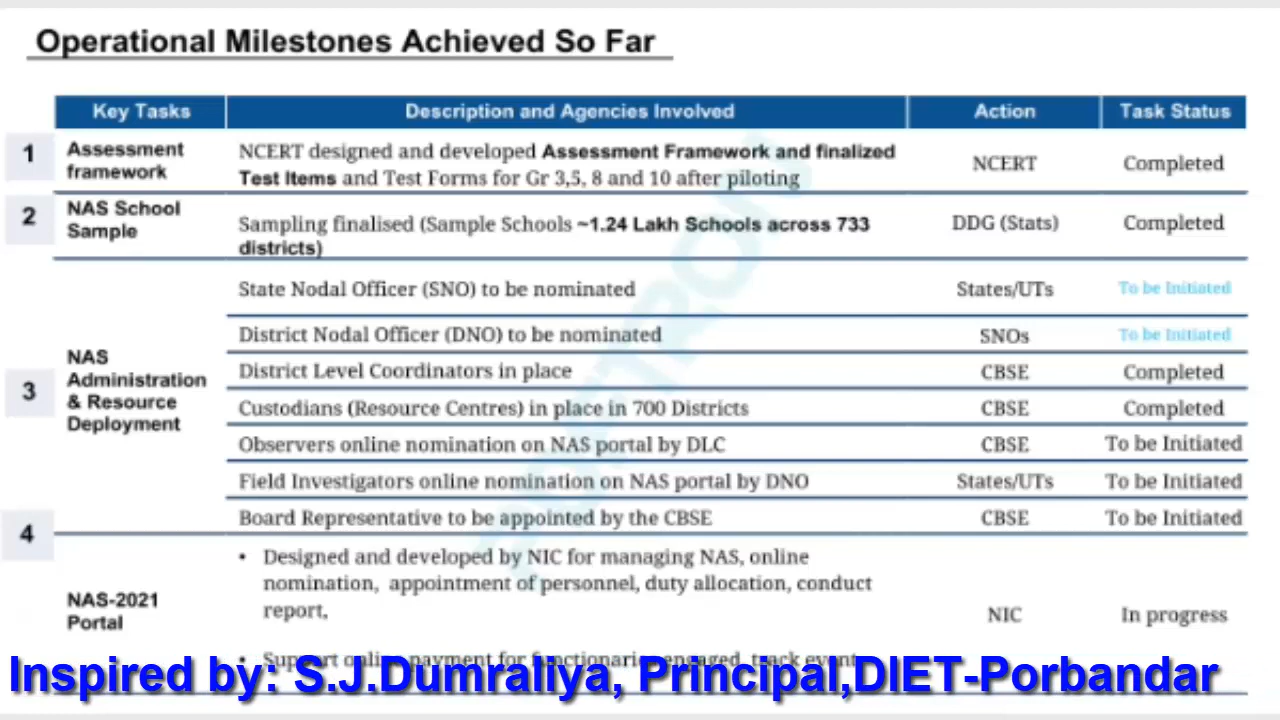 Operational Milestones Achieved So Far
Key Tasks Description and Agencies Involved Action Task Status
1 Assessment framework NCERT designed and developed Assessment Framework and finalized
Test Items and Test Forms for Gr 3,5, 8 and 10 after piloting NCERT Completed
2 NAS School Sample Sampling finalised (Sample Schools ~1.24 Lakh Schools across 733
districts) DDG (Stats) Completed
3 NAS Administration & Resource Deployment
State Nodal Officer (SNO) to be nominated States/UTs To be Initiated
District Nodal Officer (DNO) to be nominated SNOs To be Initiated
District Level Coordinators in place CBSE Completed
Custodians (Resource Centres) in place in 700 Districts CBSE Completed
Observers online nomination on NAS portal by DLC CBSE To be Initiated
Field Investigators online nomination on NAS portal by DNO States/UTs To be Initiated
Board Representative to be appointed by the CBSE CBSE To be Initiated
4 NAS-2021 Portal
• Designed and developed by NIC for managing NAS, online
nomination, appointment of personnel, duty allocation, conduct
report, NIC In progress
• Support online payment for functionaries engaged, track event
Inspired by: S.J.Dumraliya, Principal,DIET-Porbandar